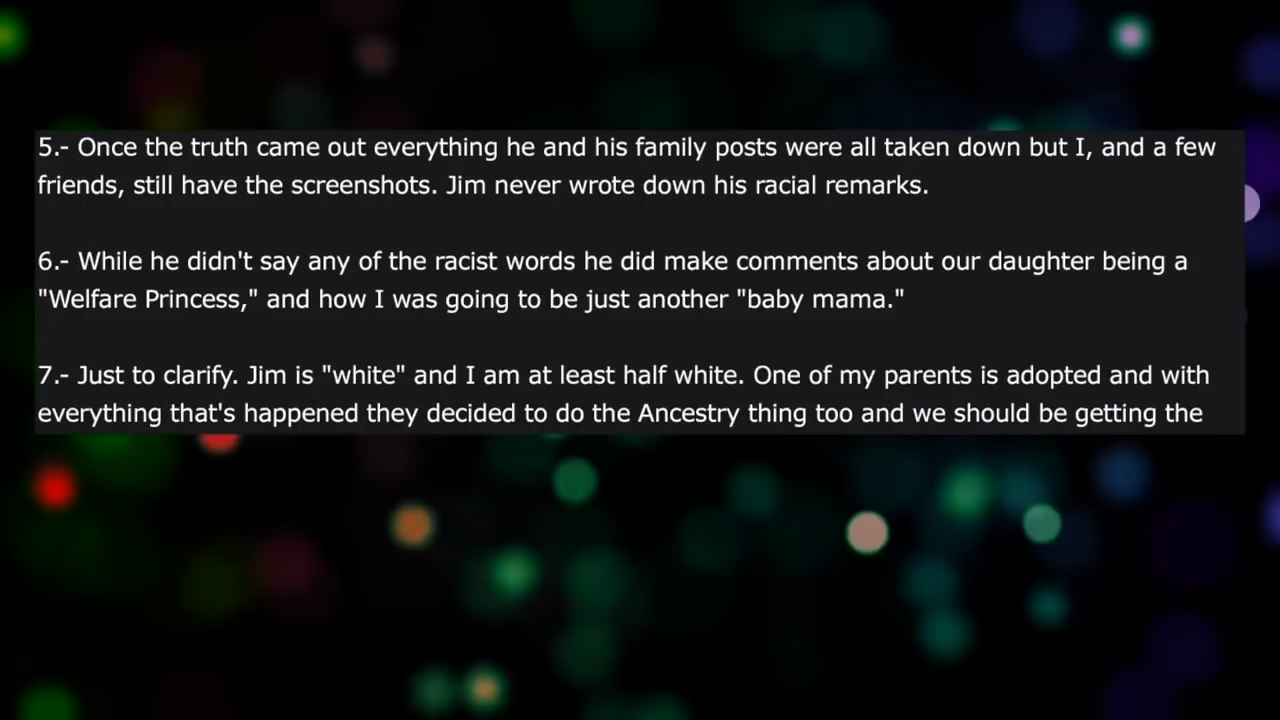 5.- Once the truth came out everything he and his family posts were all taken down but I, and a few
friends, still have the screenshots. Jim never wrote down his racial remarks.
6.- While he didn't say any of the racist words he did make comments about our daughter being a
"Welfare Princess," and how I was going to be just another "baby mama."
7.- Just to clarify. Jim is "white" and I am at least half white. One of my parents is adopted and with
everything that's happened they decided to do the Ancestry thing too and we should be getting the